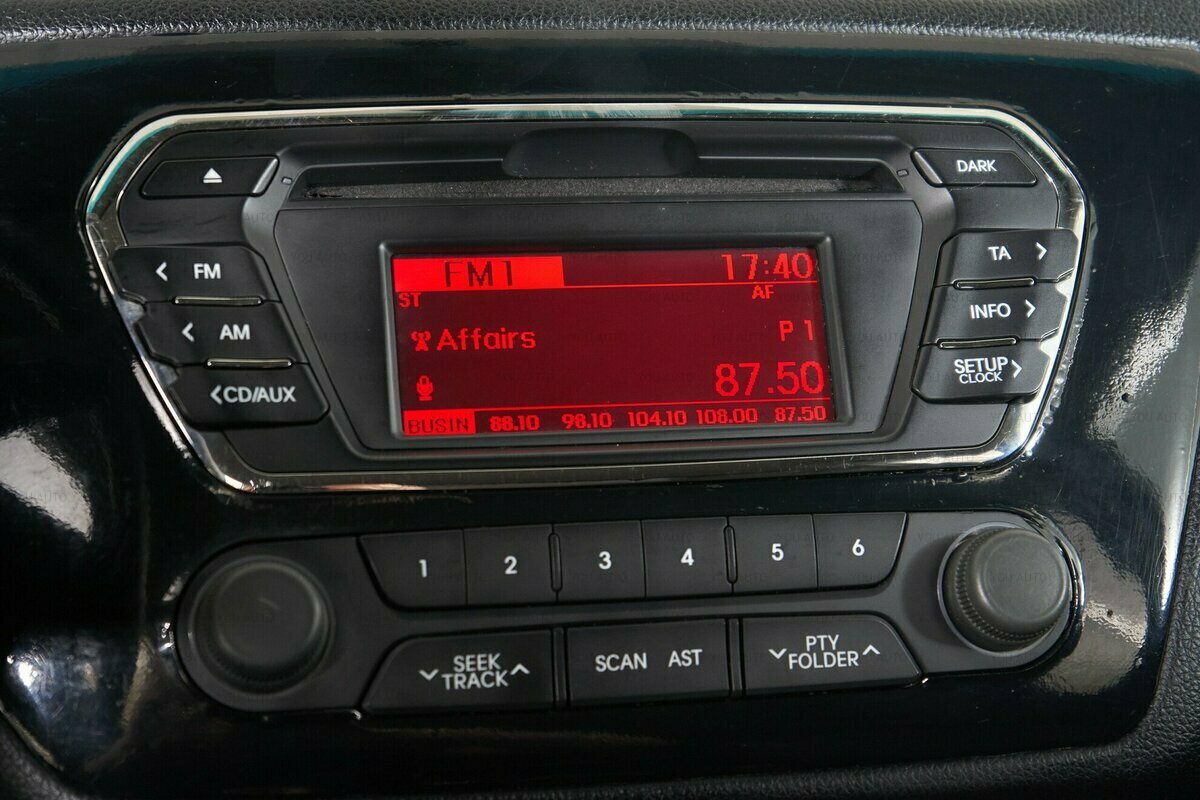 DARK
FM
AM
CD/AUX
TA
INFO
SETUP
CLOCK
FM1 17:40
ST AF
Affairs P 1
87.50
BUSIN 88.10 98.10 104.10 108.00 87.50
1 2 3 4 5 6
SEEK
TRACK
SCAN AST
PTY
FOLDER